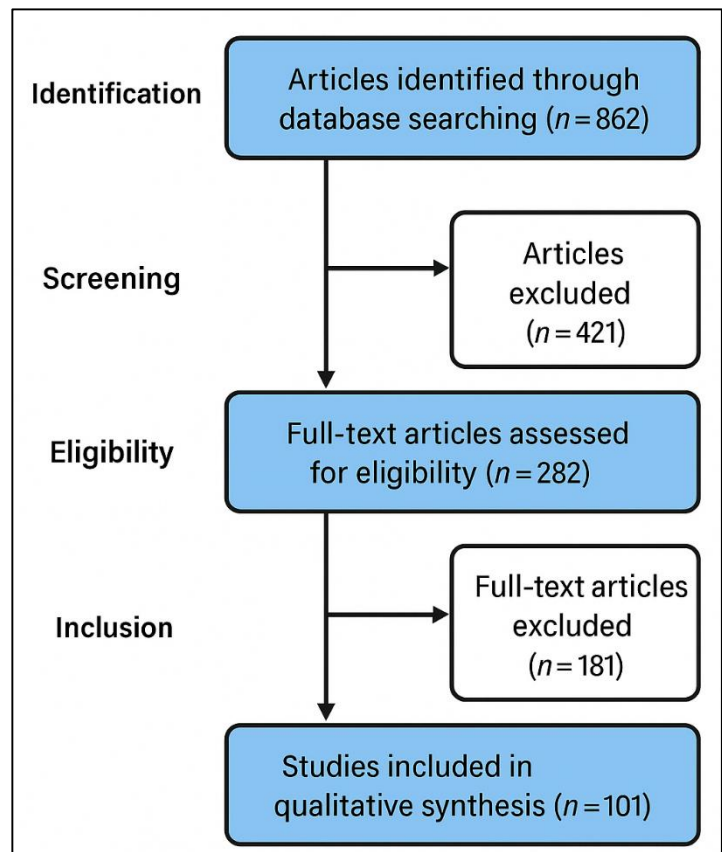 Identification
Articles identified through
database searching (n = 862)
Screening
Articles
excluded
(n = 421)
Eligibility
Full-text articles assessed
for eligibility (n = 282)
Inclusion
Full-text articles
excluded
(n = 181)
Studies included in
qualitative synthesis (n = 101)